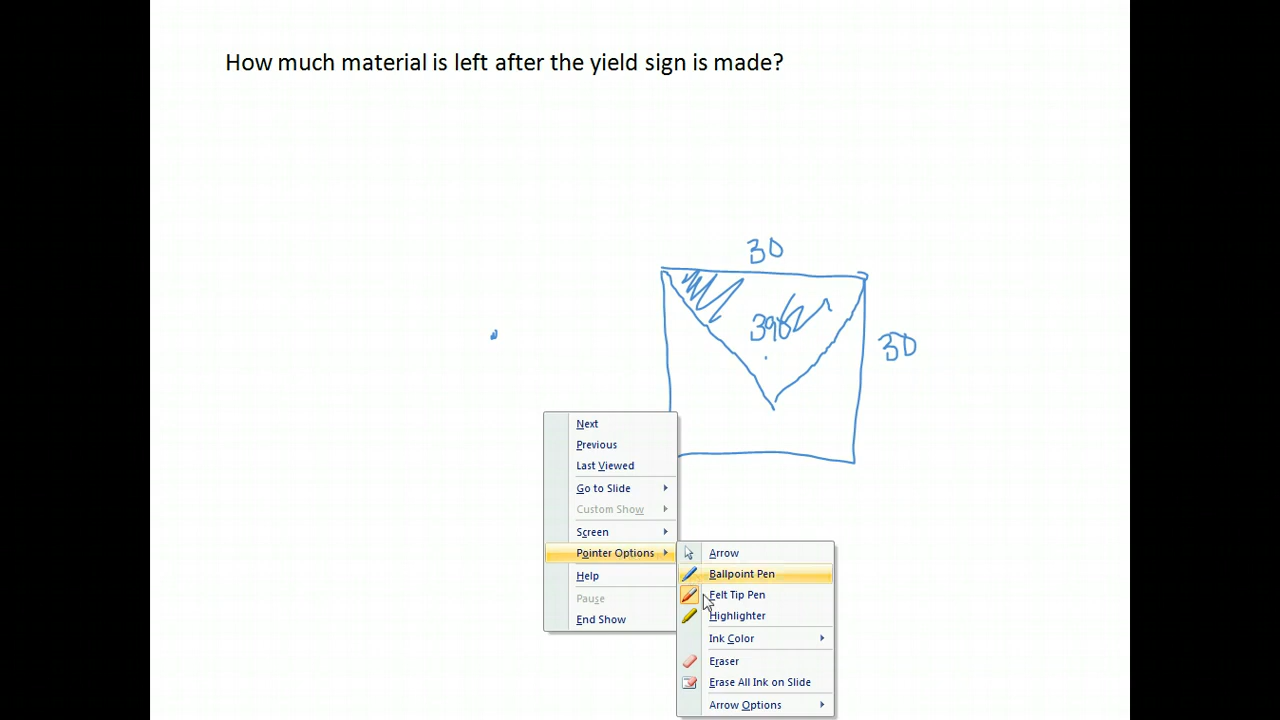 How much material is left after the yield sign is made?
30
30
Next
Previous
Last Viewed
Go to Slide
Custom Show
Screen
Pointer Options
Help
Pause
End Show
Arrow
Ballpoint Pen
Felt Tip Pen
Highlighter
Ink Color
Eraser
Erase All Ink on Slide
Arrow Options